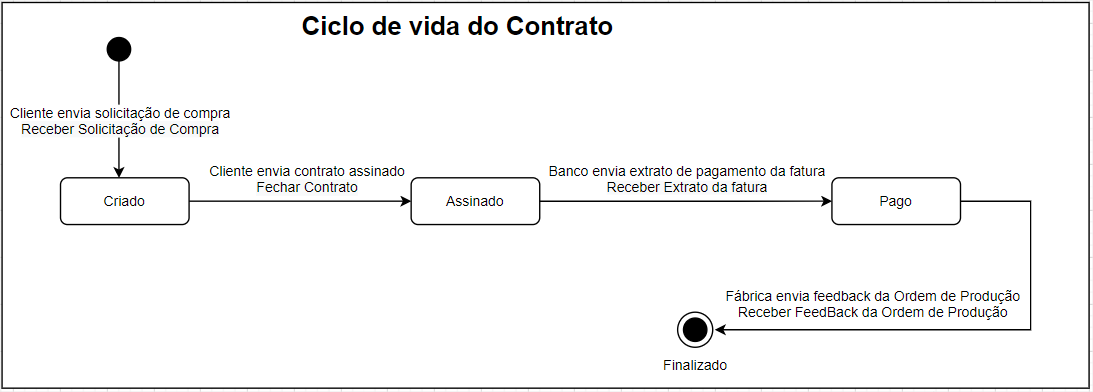 Ciclo de vida do Contrato
Cliente envia solicitação de compra
Receber Solicitação de Compra
Cliente envia contrato assinado
Fechar Contrato
Banco envia extrato de pagamento da fatura
Receber Extrato da fatura
Criado
Assinado
Pago
Fábrica envia feedback da Ordem de Produção
Receber FeedBack da Ordem de Produção
Finalizado